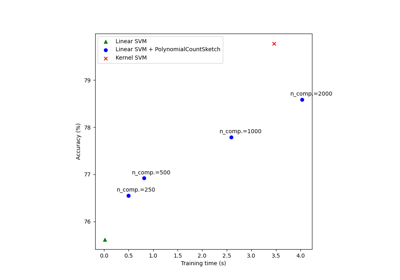 Linear SVM
Linear SVM + PolynomialCountSketch
Kernel SVM
n_comp.=2000
n_comp.=1000
n_comp.=500
n_comp.=250
79
78
77
76
Accuracy (%)
0.0 0.5 1.0 1.5 2.0 2.5 3.0 3.5 4.0
Training time (s)